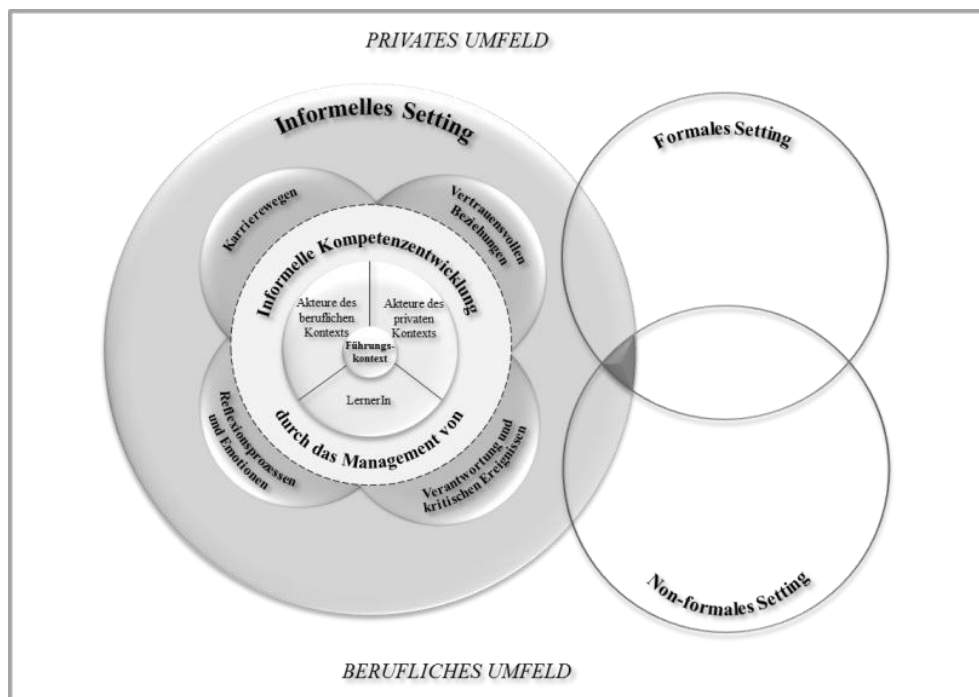 PRIVATES UMFELD
Informelles Setting
Formales Setting
Karrierewegen
Vertrauensvollen
Beziehungen
Informelle Kompetenzentwicklung
Akteure des
beruflichen
Kontexts
Akteure des
privaten
Kontexts
Führungs-
kontext
LernerIn
durch das Management von
Reflexionsprozessen
und Emotionen
Verantwortung und
kritischen Ereignissen
Non-formales Setting
BERUFLICHES UMFELD